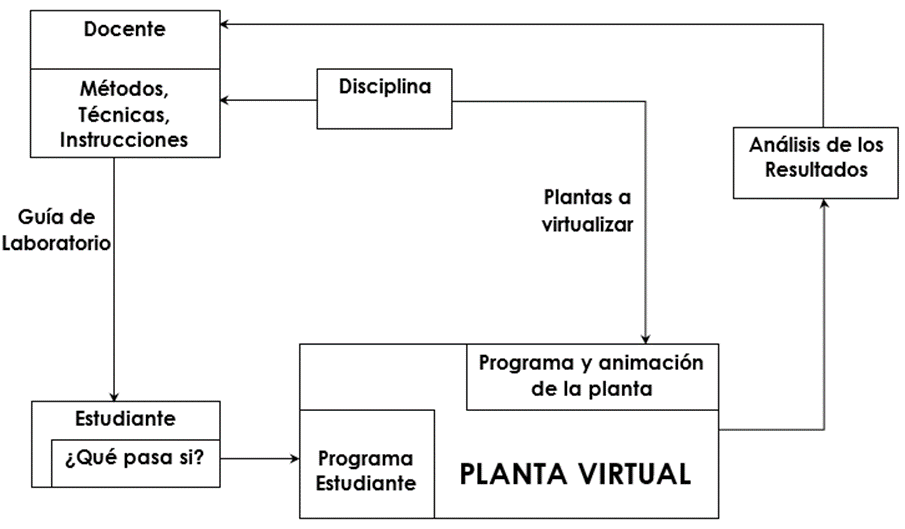 Docente
Métodos,
Técnicas,
Instrucciones
Disciplina
Análisis de los
Resultados
Guía de
Laboratorio
Plantas a
virtualizar
Programa y animación
de la planta
Estudiante
¿Qué pasa si?
Programa
Estudiante
PLANTA VIRTUAL